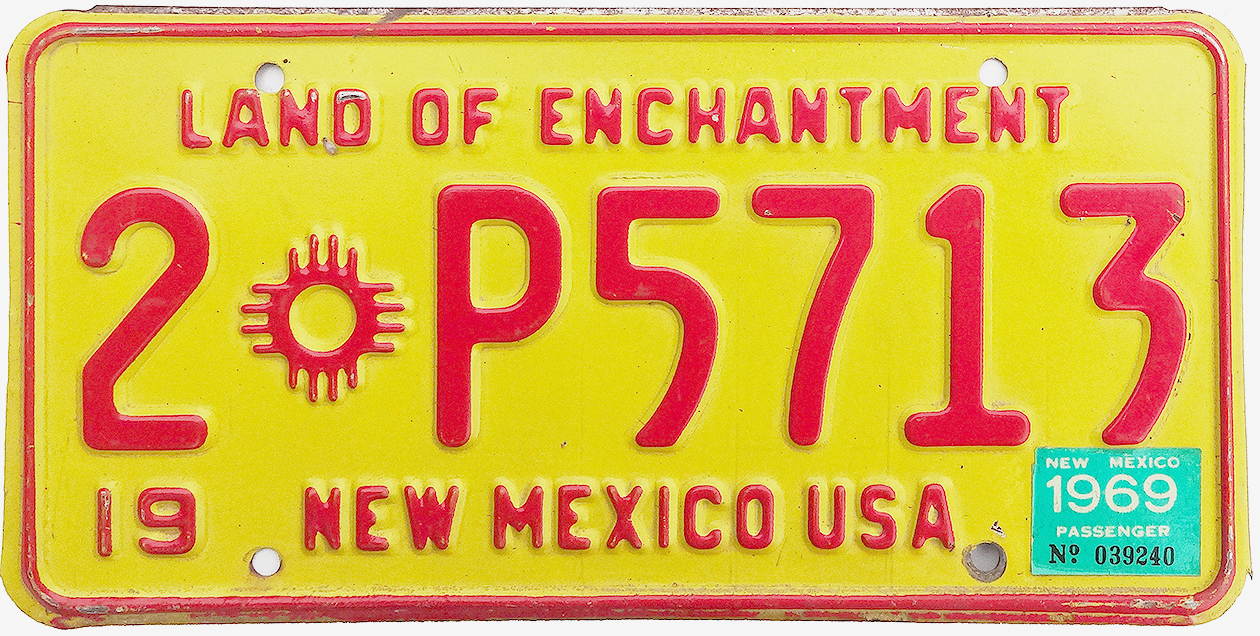 LAND OF ENCHANTMENT
2 P5713
19 NEW MEXICO USA
NEW MEXICO
1969
PASSENGER
Nº 039240